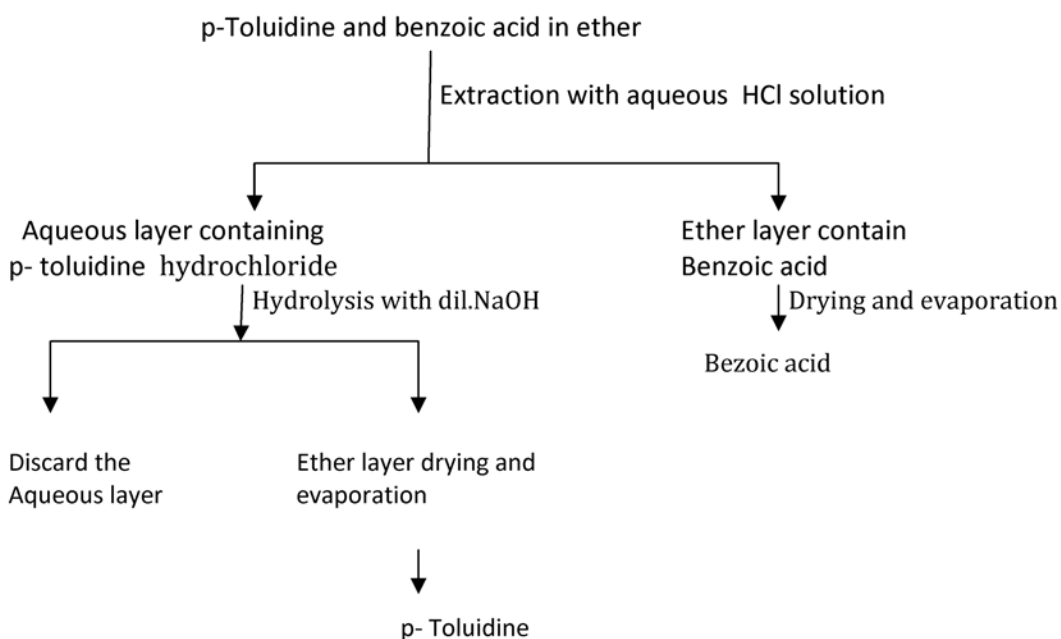 p-Toluidine and benzoic acid in ether
Extraction with aqueous HCl solution
Aqueous layer containing
p- toluidine hydrochloride
Ether layer contain
Benzoic acid
Hydrolysis with dil.NaOH
Drying and evaporation
Bezoic acid
Discard the
Aqueous layer
Ether layer drying and
evaporation
p- Toluidine